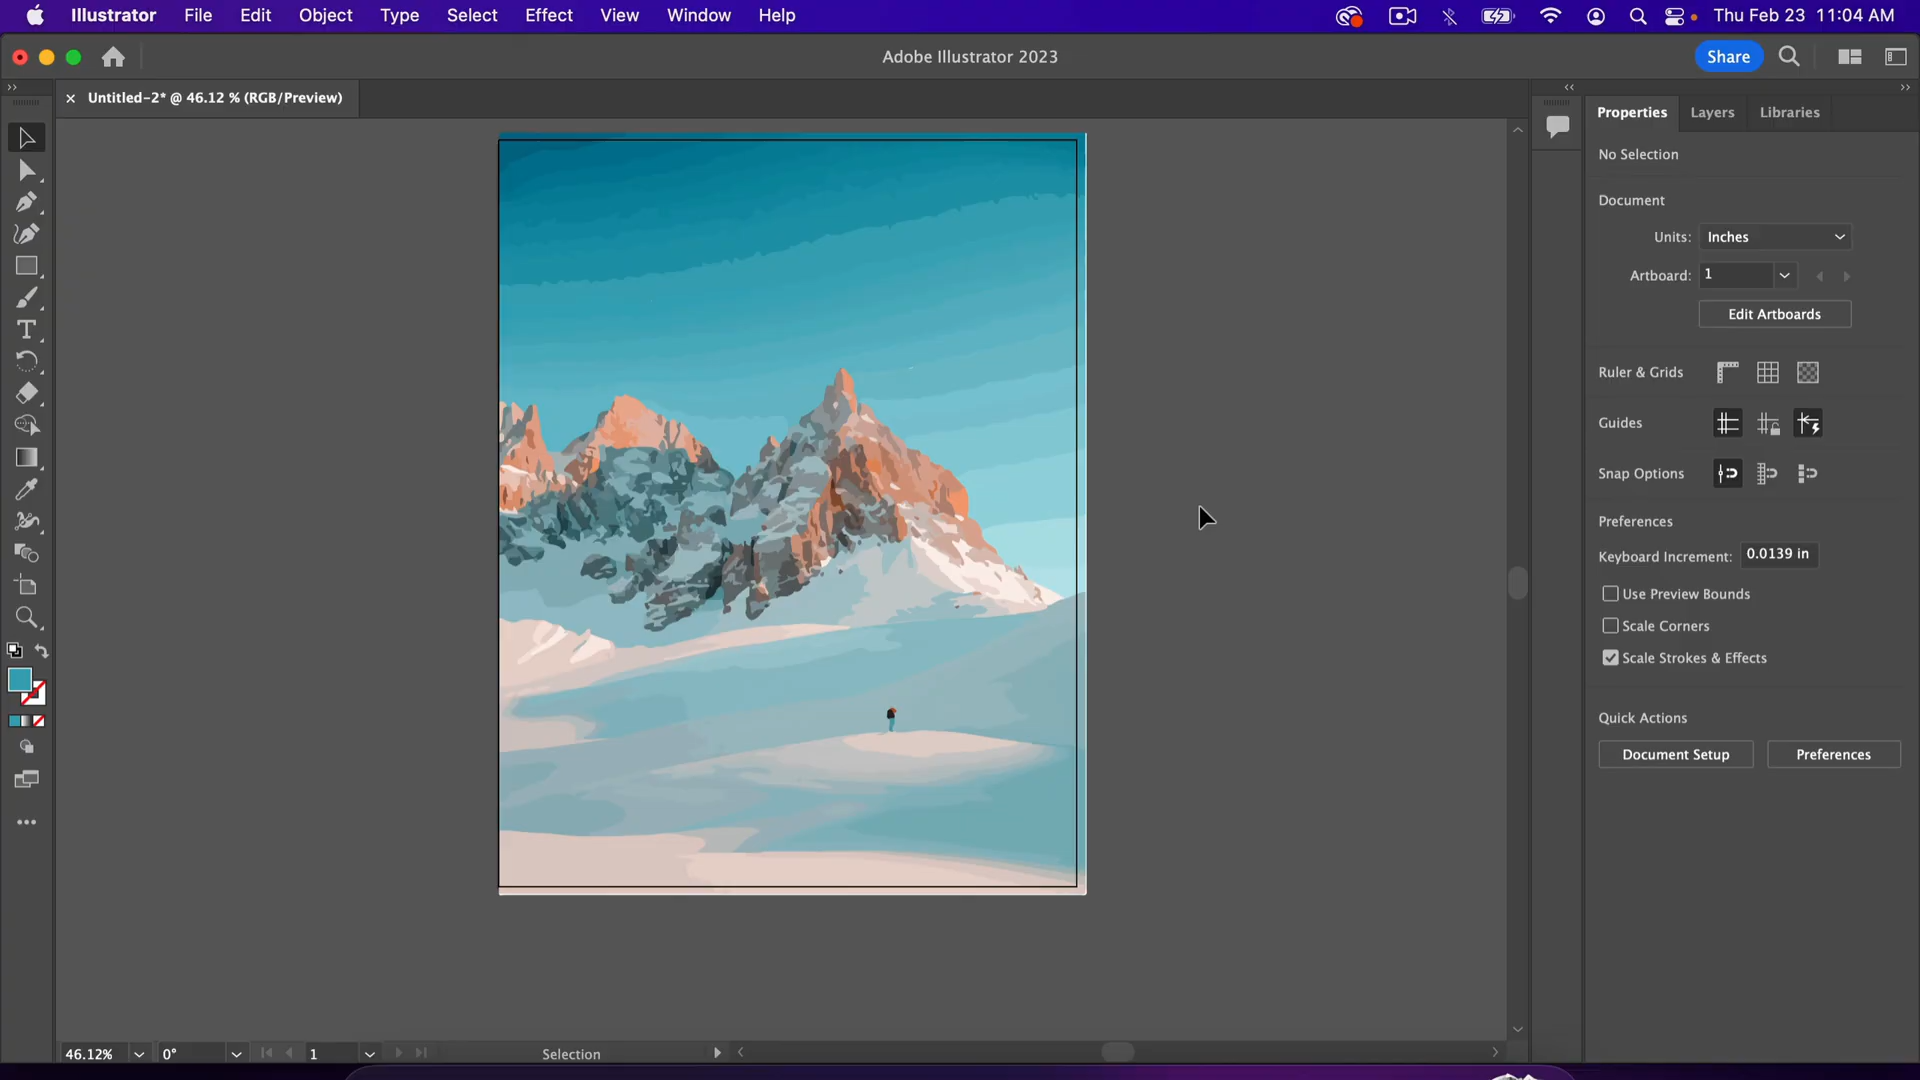 Illustrator File Edit Object Type Select Effect View Window Help Thu Feb 23 11:04 AM
Adobe Illustrator 2023 Share
Untitled-2* @ 46.12 % (RGB/Preview)
Properties Layers Libraries
No Selection
Document
Units: Inches
Artboard: 1
Edit Artboards
Ruler & Grids
Guides
Snap Options
Preferences
Keyboard Increment: 0.0139 in
Use Preview Bounds
Scale Corners
Scale Strokes & Effects
Quick Actions
Document Setup Preferences
46.12% 0° 1 Selection